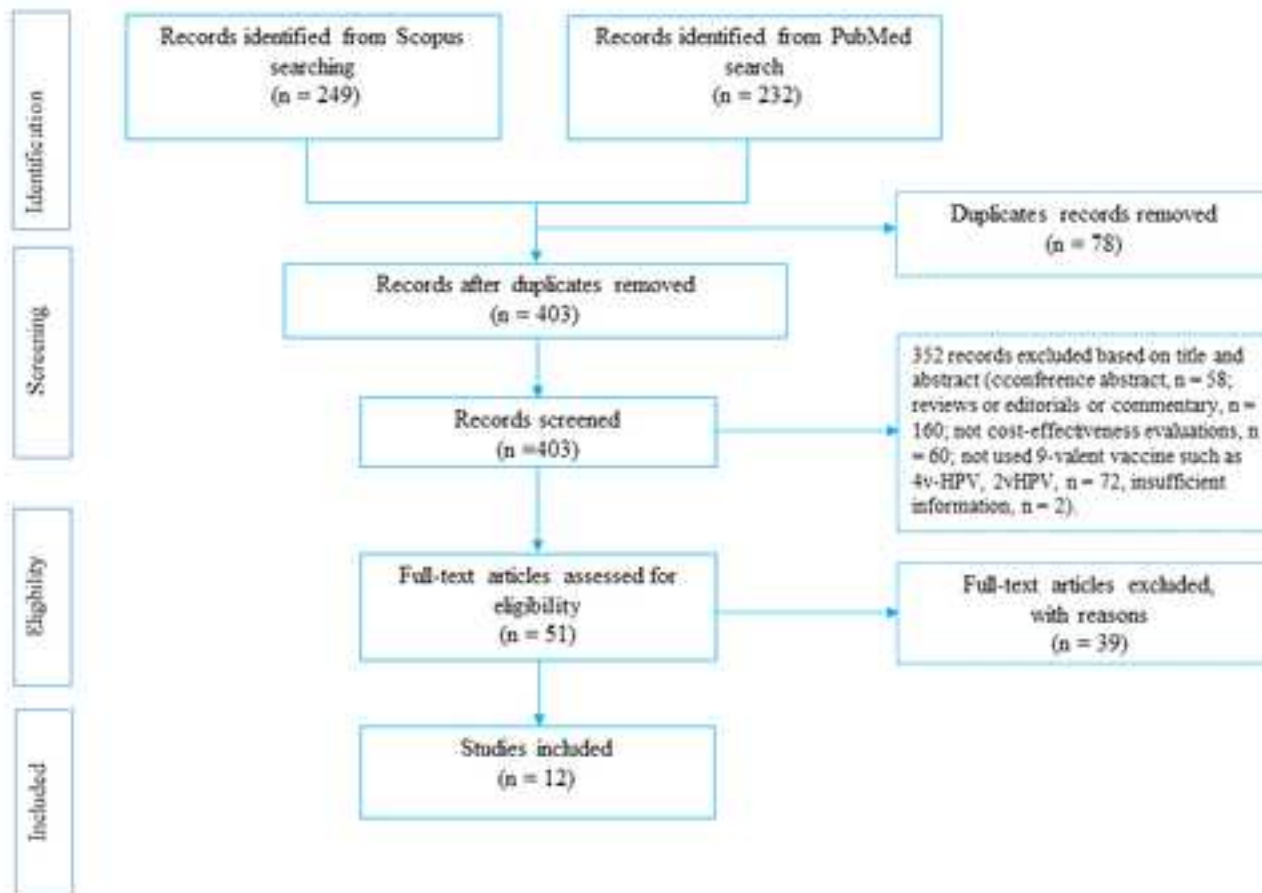 Identification
Records identified from Scopus
searching
(n = 249)
Records identified from PubMed
search
(n = 232)
Duplicates records removed
(n = 78)
Screening
Records after duplicates removed
(n = 403)
Records screened
(n =403)
352 records excluded based on title and
abstract (cconference abstract, n = 58;
reviews or editorials or commentary, n =
160; not cost-effectiveness evaluations, n
= 60; not used 9-valent vaccine such as
4v-HPV, 2vHPV, n = 72, insufficient
information, n = 2).
Eligibility
Full-text articles assessed for
eligibility
(n = 51)
Full-text articles excluded,
with reasons
(n = 39)
Included
Studies included
(n = 12)